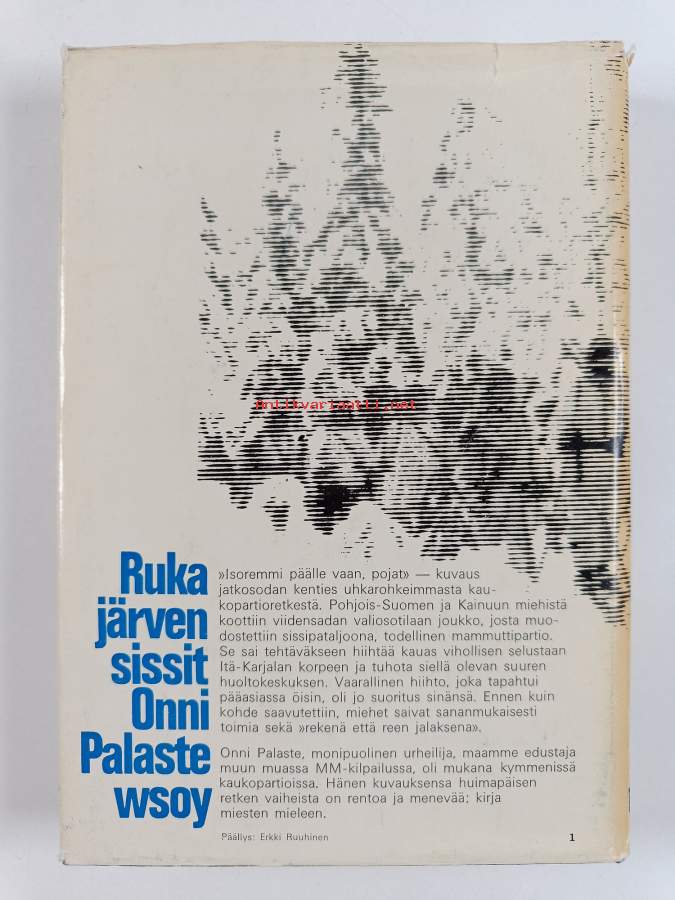 Antikvariaatti.net
Ruka
järven
sissit
Onni
Palaste
wsoy
»Isoremmi päälle vaan, pojat» — kuvaus
jatkosodan kenties uhkarohkeimmasta kau-
kopartioretkestä. Pohjois-Suomen ja Kainuun miehistä
koottiin viidensadan valiosotilaan joukko, josta muo-
dostettiin sissipataljoona, todellinen mammuttipartio.
Se sai tehtäväkseen hiihtää kauas vihollisen selustaan
Itä-Karjalan korpeen ja tuhota siellä olevan suuren
huoltokeskuksen. Vaarallinen hiihto, joka tapahtui
pääasiassa öisin, oli jo suoritus sinänsä. Ennen kuin
kohde saavutettiin, miehet saivat sananmukaisesti
toimia sekä »rekenä että reen jalaksena».
Onni Palaste, monipuolinen urheilija, maamme edustaja
muun muassa MM-kilpailussa, oli mukana kymmenissä
kaukopartioissa. Hänen kuvauksensa huimapäisen
retken vaiheista on rentoa ja menevää; kirja
miesten mieleen.
Päällys: Erkki Ruuhinen 1